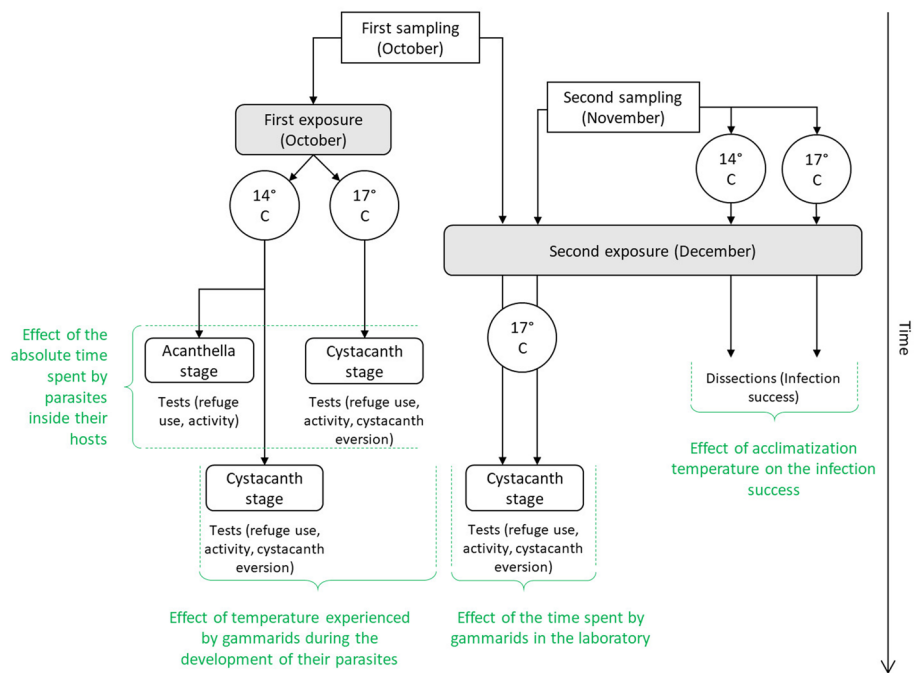 First sampling
(October)
Second sampling
(November)
First exposure
(October)
14°
C
17°
C
14°
C
17°
C
Second exposure (December)
17°
C
Time
Effect of the
absolute time
spent by
parasites
inside their
hosts
Acanthella
stage
Tests (refuge
use, activity)
Cystacanth
stage
Tests (refuge use,
activity, cystacanth
eversion)
Dissections (Infection
success)
Effect of acclimatization
temperature on the infection
success
Cystacanth
stage
Tests (refuge use,
activity, cystacanth
eversion)
Cystacanth
stage
Tests (refuge use,
activity, cystacanth
eversion)
Effect of temperature experienced
by gammarids during the
development of their parasites
Effect of the time spent by
gammarids in the laboratory